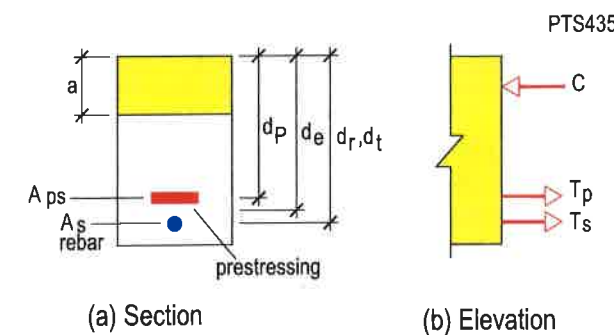 PTS435
a
dP
de
dr,dt
C
A ps
As
rebar
prestressing
Tp
Ts
(a) Section
(b) Elevation